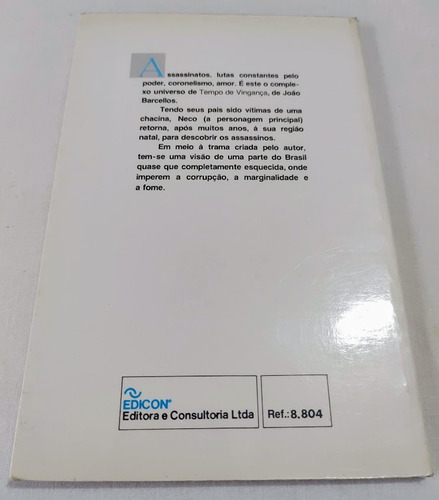 Assassinatos, lutas constantes pelo
poder, coronelismo, amor. É este o comple-
xo universo de Tempo de Vingança, de João
Barcellos.
Tendo seus pais sido vítimas de uma
chacina, Neco (a personagem principal)
retorna, após muitos anos, á sua região
natal, para descobrir os assassinos.
Em meio á trama criada pelo autor,
tem-se uma visão de uma parte do Brasil
quase que completamente esquecida, onde
imperem a corrupção, a marginalidade e
a fome.
EDICON
Editora e Consultoria Ltda
Ref.:8.804